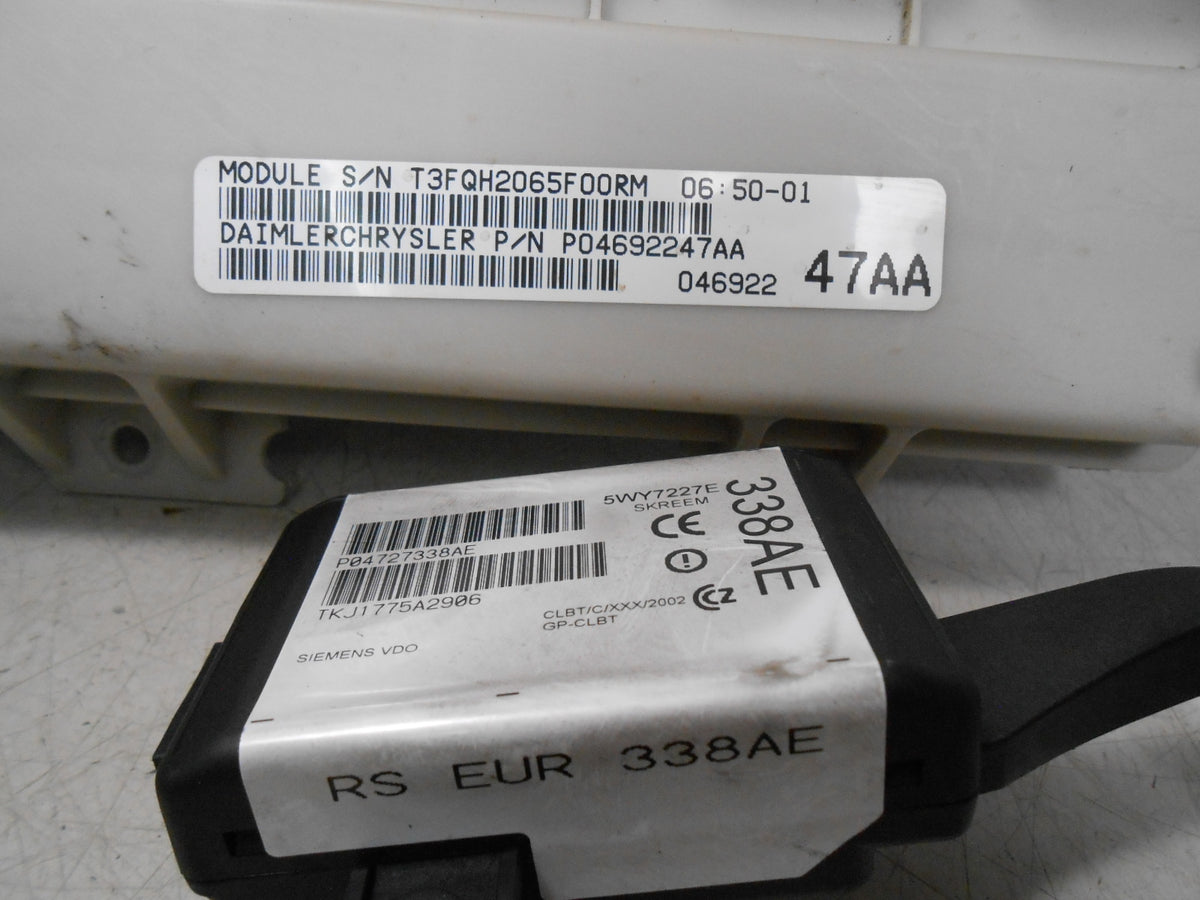 MODULE S/N T3FQH2065F00RM 06:50-01
DAIMLERCHRYSLER P/N P04692247AA
046922 47AA
5WY7227E
SKREEM
338AE
CE
P04727338AE
TKJ1775A2906
CLBT/C/XXX/2002
GP-CLBT
SIEMENS VDO
RS EUR 338AE